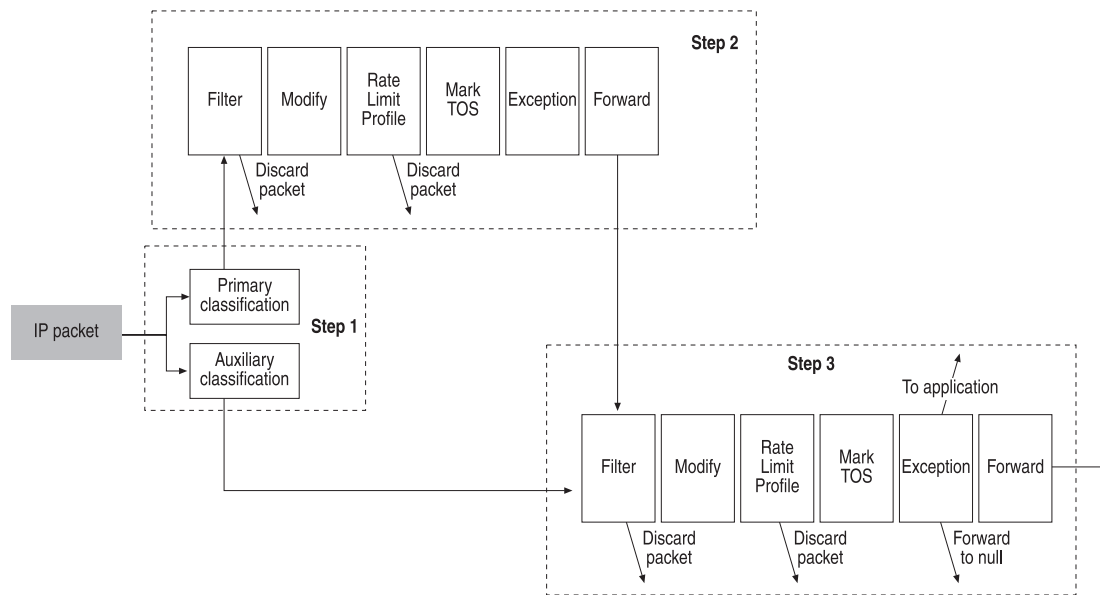 Step 2
Filter
Modify
Rate
Limit
Profile
Mark
TOS
Exception
Forward
Discard
packet
Discard
packet
Primary
classification
Step 1
IP packet
Auxiliary
classification
Step 3
To application
Filter
Modify
Rate
Limit
Profile
Mark
TOS
Exception
Forward
Discard
packet
Discard
packet
Forward
to null